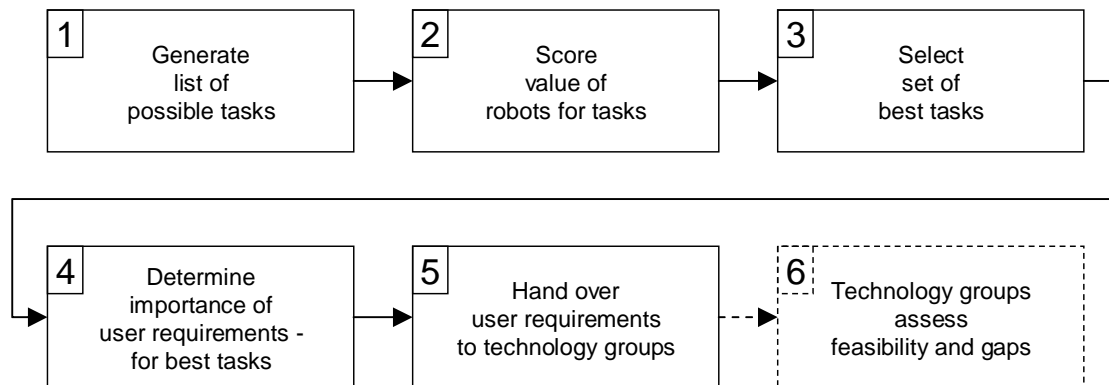 1
Generate
list of
possible tasks
2
Score
value of
robots for tasks
3
Select
set of
best tasks
4
Determine
importance of
user requirements -
for best tasks
5
Hand over
user requirements
to technology groups
6
Technology groups
assess
feasibility and gaps